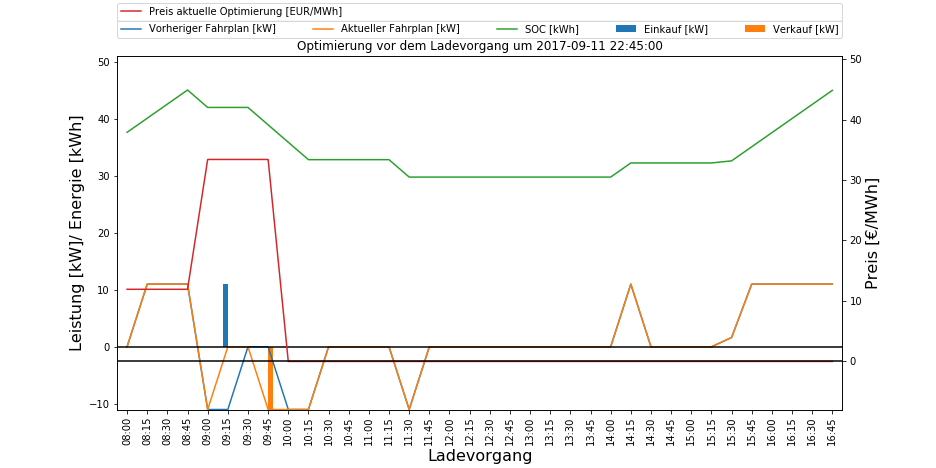 Preis aktuelle Optimierung [EUR/MWh]
Vorheriger Fahrplan [kW] Aktueller Fahrplan [kW] SOC [kWh] Einkauf [kW] Verkauf [kW]
Optimierung vor dem Ladevorgang um 2017-09-11 22:45:00
Leistung [kW]/ Energie [kWh]
50
40
30
20
10
0
−10
50
40
30
20
10
0
Preis [€/MWh]
08:00 08:15 08:30 08:45 09:00 09:15 09:30 09:45 10:00 10:15 10:30 10:45 11:00 11:15 11:30 11:45 12:00 12:15 12:30 12:45 13:00 13:15 13:30 13:45 14:00 14:15 14:30 14:45 15:00 15:15 15:30 15:45 16:00 16:15 16:30 16:45
Ladevorgang